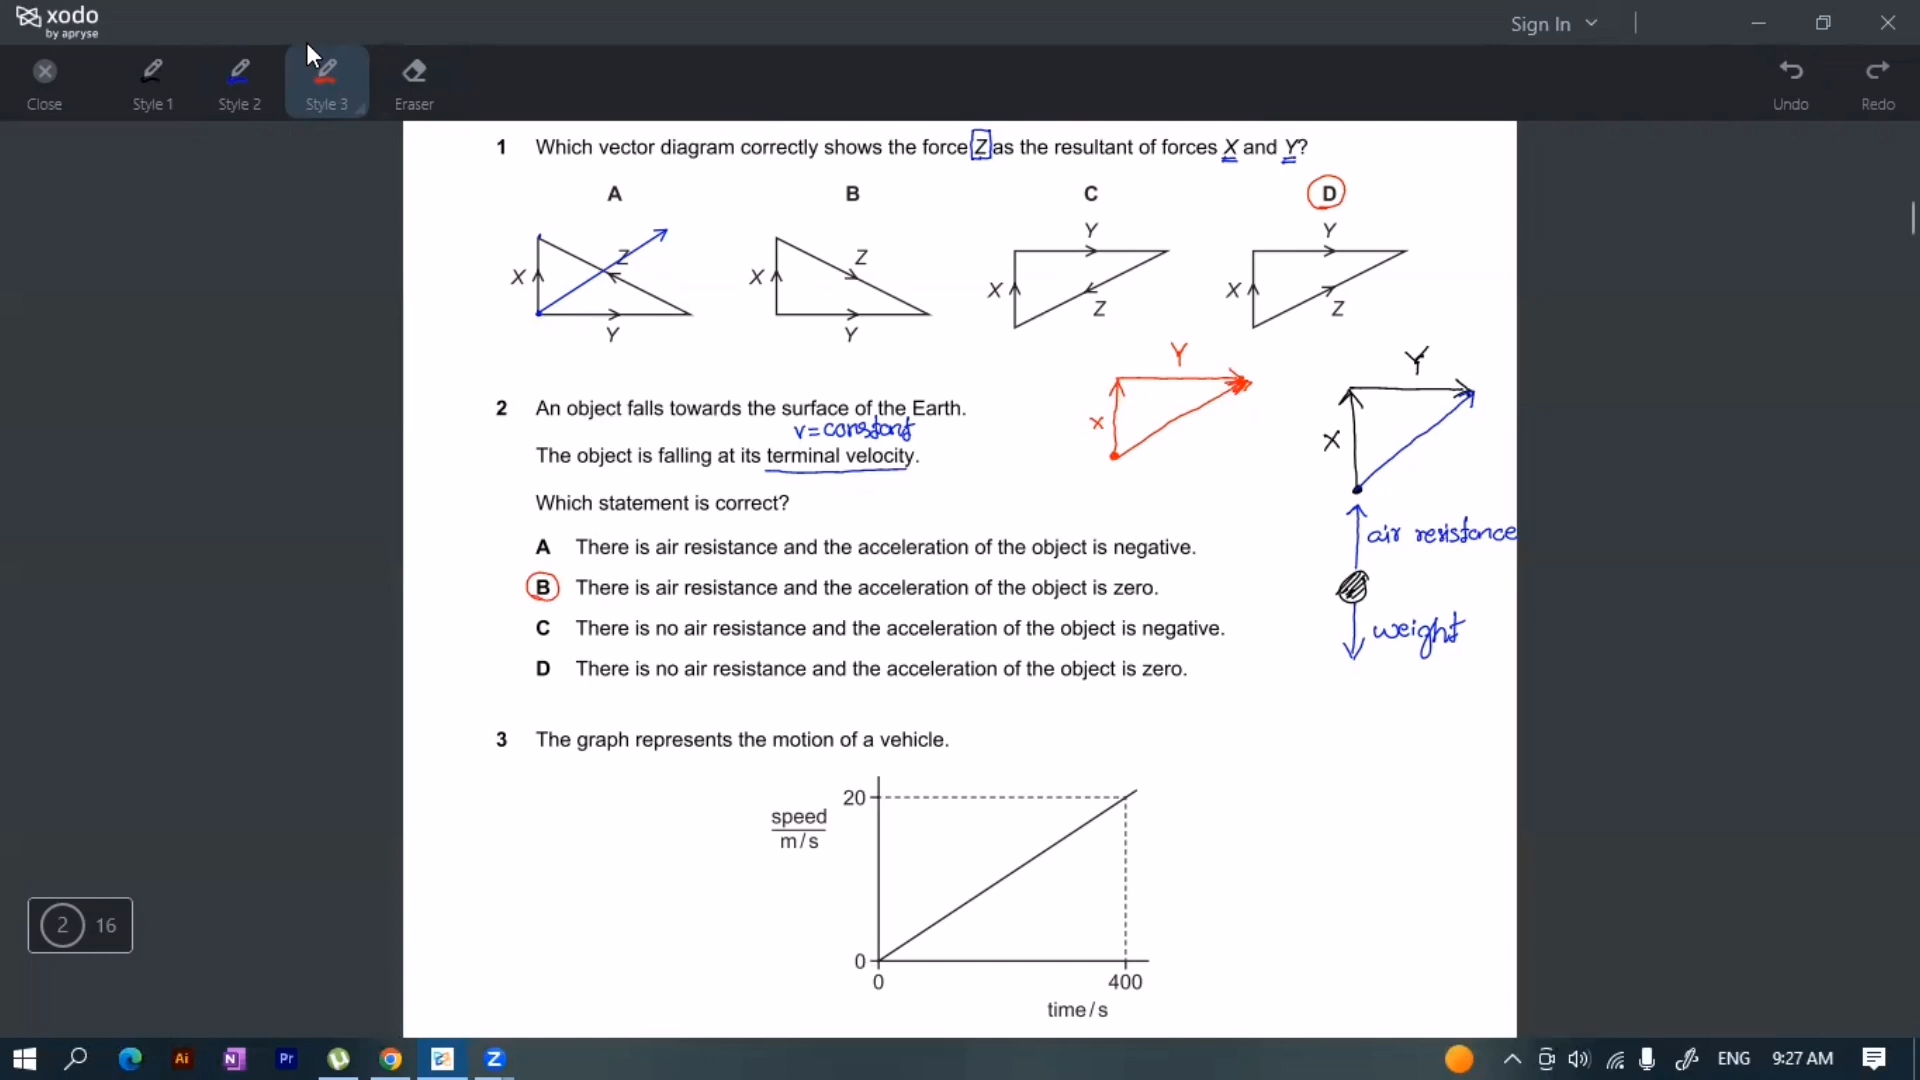 xodo
by apryse
Sign In
Close
Style 1
Style 2
Style 3
Eraser
Undo
Redo
1 Which vector diagram correctly shows the force Z as the resultant of forces X and Y?
A B C D
X Z Y
X Z Y
Y X Z
Y X Z
Y
X
Y
X
2 An object falls towards the surface of the Earth.
v = constant
The object is falling at its terminal velocity.
Which statement is correct?
A There is air resistance and the acceleration of the object is negative.
B There is air resistance and the acceleration of the object is zero.
C There is no air resistance and the acceleration of the object is negative.
D There is no air resistance and the acceleration of the object is zero.
air resistance
weight
3 The graph represents the motion of a vehicle.
20
speed
m/s
0
0 400
time/s
2 16
Ai N Pr Z
ENG 9:27 AM